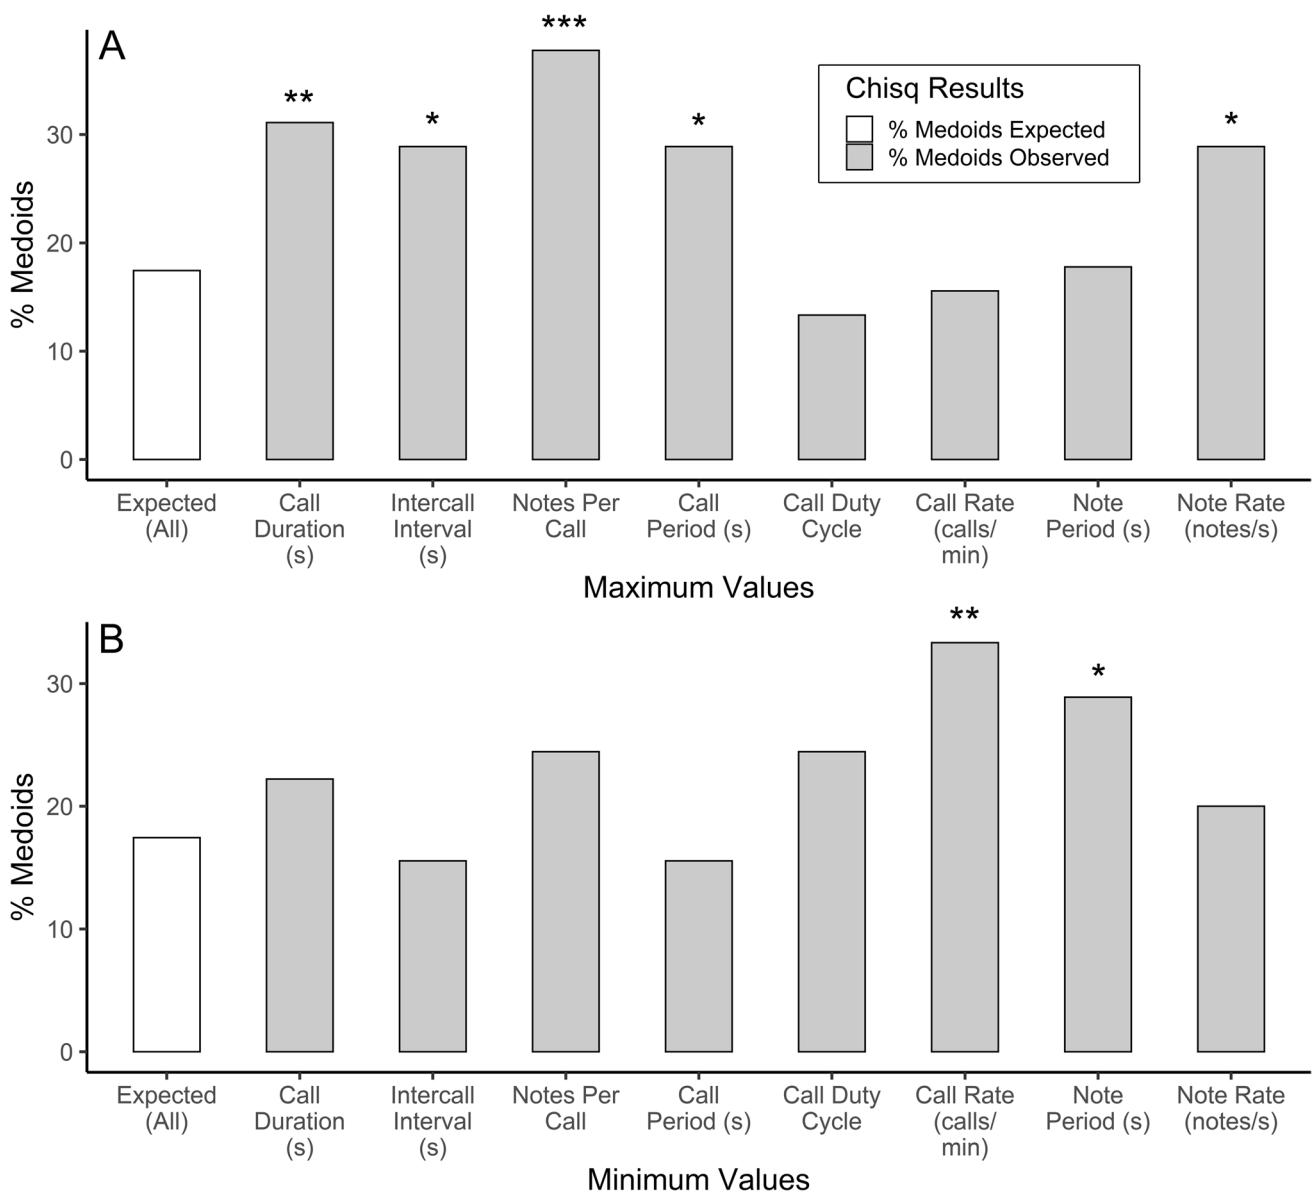 A
***
**
*
*
*
Chisq Results
% Medoids Expected
% Medoids Observed
% Medoids
30
20
10
0
Expected
(All)
Call
Duration
(s)
Intercall
Interval
(s)
Notes Per
Call
Call
Period (s)
Call Duty
Cycle
Call Rate
(calls/
min)
Note
Period (s)
Note Rate
(notes/s)
Maximum Values
B
**
*
% Medoids
30
20
10
0
Expected
(All)
Call
Duration
(s)
Intercall
Interval
(s)
Notes Per
Call
Call
Period (s)
Call Duty
Cycle
Call Rate
(calls/
min)
Note
Period (s)
Note Rate
(notes/s)
Minimum Values